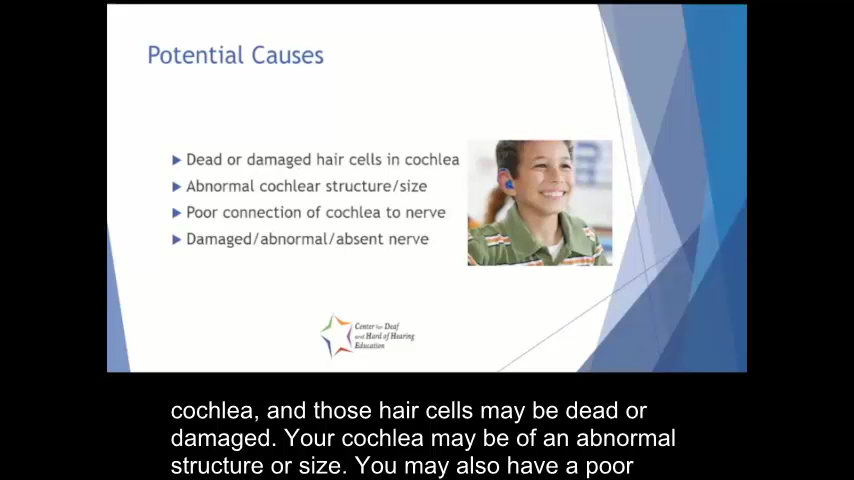 Potential Causes
Dead or damaged hair cells in cochlea
Abnormal cochlear structure/size
Poor connection of cochlea to nerve
Damaged/abnormal/absent nerve
Center for Deaf
and Hard of Hearing
Education
cochlea, and those hair cells may be dead or
damaged. Your cochlea may be of an abnormal
structure or size. You may also have a poor